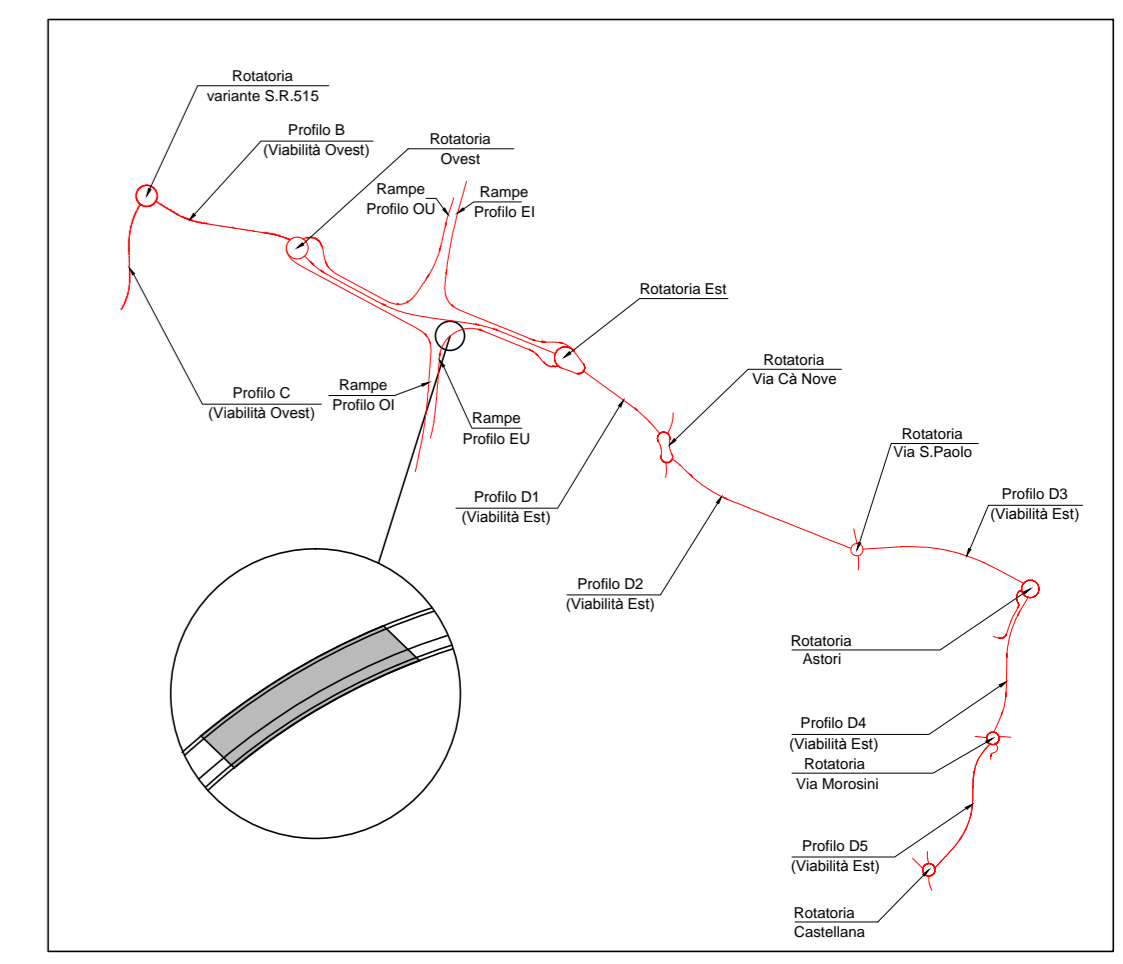 Rotatoria
variante S.R.515
Profilo B
(Viabilità Ovest)
Rotatoria
Ovest
Rampe
Profilo OU
Rampe
Profilo EI
Rotatoria Est
Rotatoria
Via Cà Nove
Profilo C
(Viabilità Ovest)
Rampe
Profilo OI
Rampe
Profilo EU
Rotatoria
Via S.Paolo
Profilo D1
(Viabilità Est)
Profilo D3
(Viabilità Est)
Profilo D2
(Viabilità Est)
Rotatoria
Astori
Profilo D4
(Viabilità Est)
Rotatoria
Via Morosini
Profilo D5
(Viabilità Est)
Rotatoria
Castellana